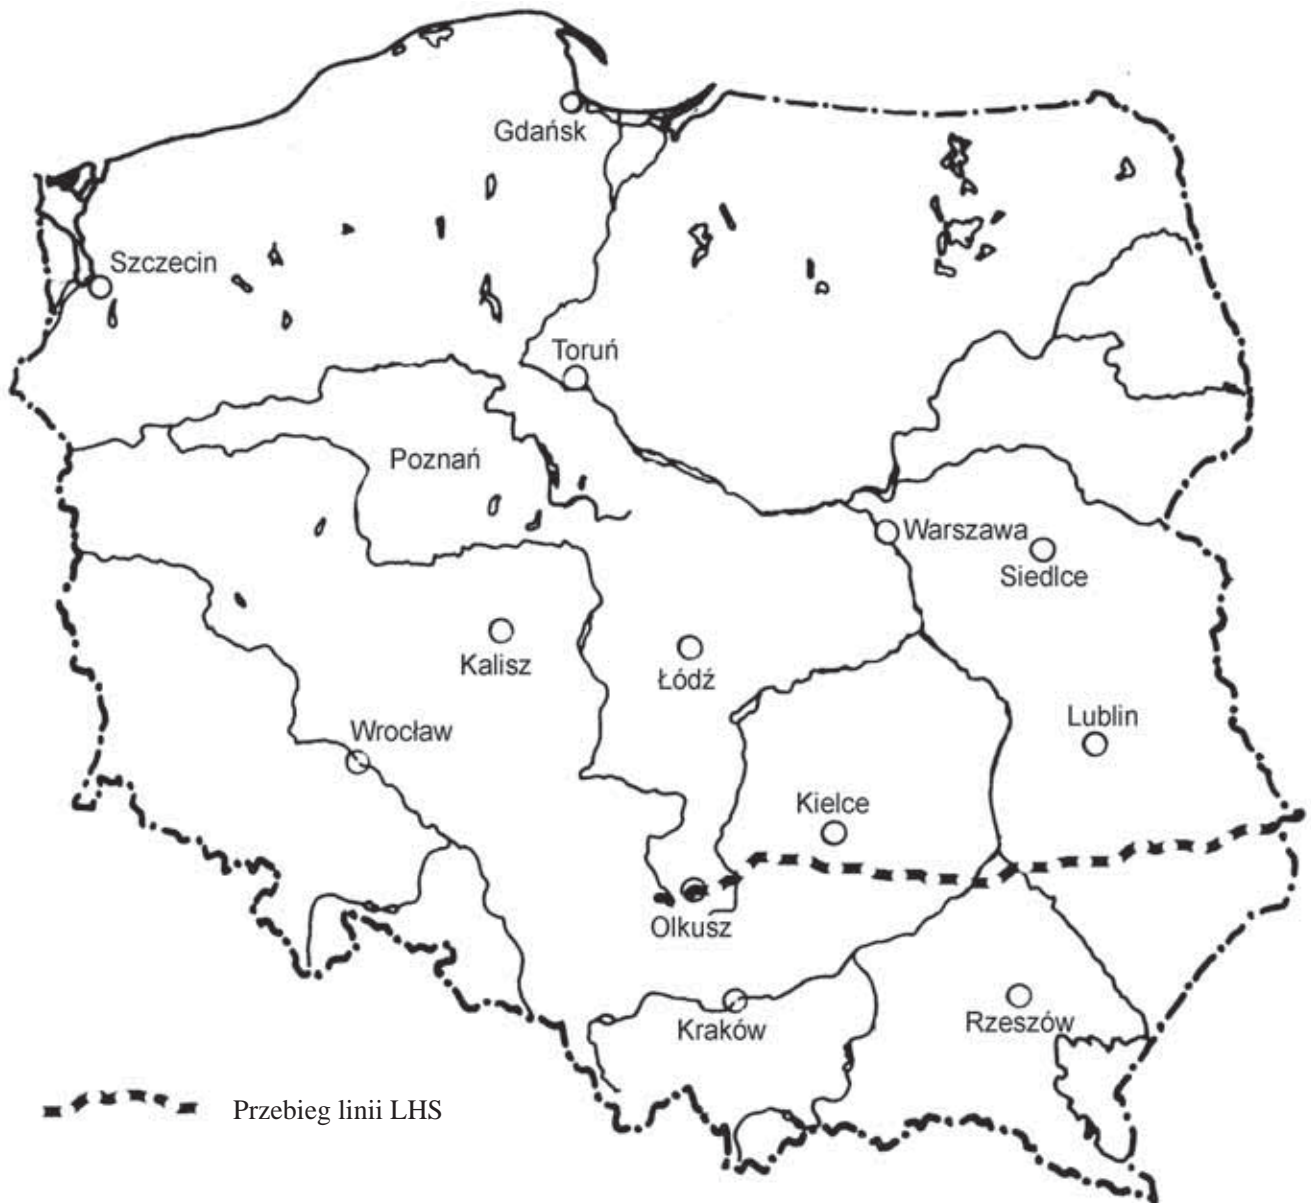 Gdańsk
Szczecin
Toruń
Poznań
Warszawa
Siedlce
Kalisz
Łódź
Lublin
Wrocław
Kielce
Olkusz
Rzeszów
Kraków
Przebieg linii LHS